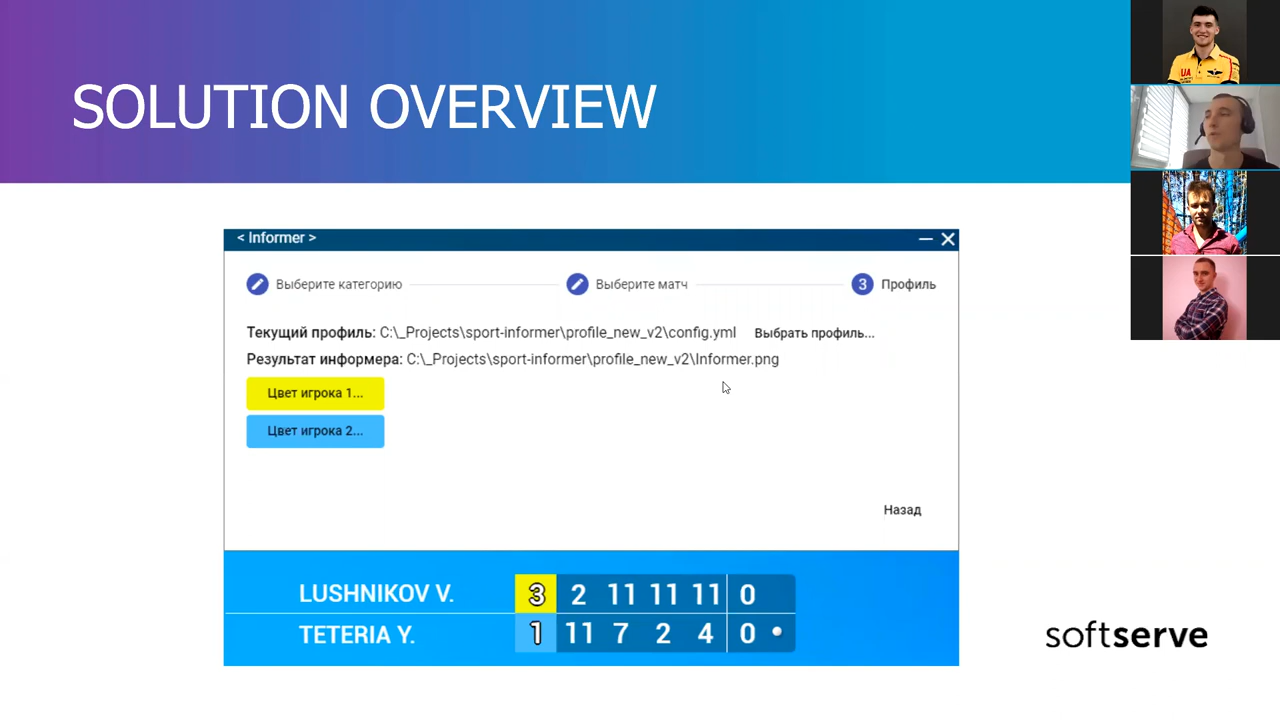 SOLUTION OVERVIEW
UA
< Informer >
Выберите категорию
Выберите матч
3 Профиль
Текущий профиль: C:\_Projects\sport-informer\profile_new_v2\config.yml Выбрать профиль...
Результат информера: C:\_Projects\sport-informer\profile_new_v2\Informer.png
Цвет игрока 1...
Цвет игрока 2...
Назад
LUSHNIKOV V. 3 2 11 11 11 0
TETERIA Y. 1 11 7 2 4 0
softserve